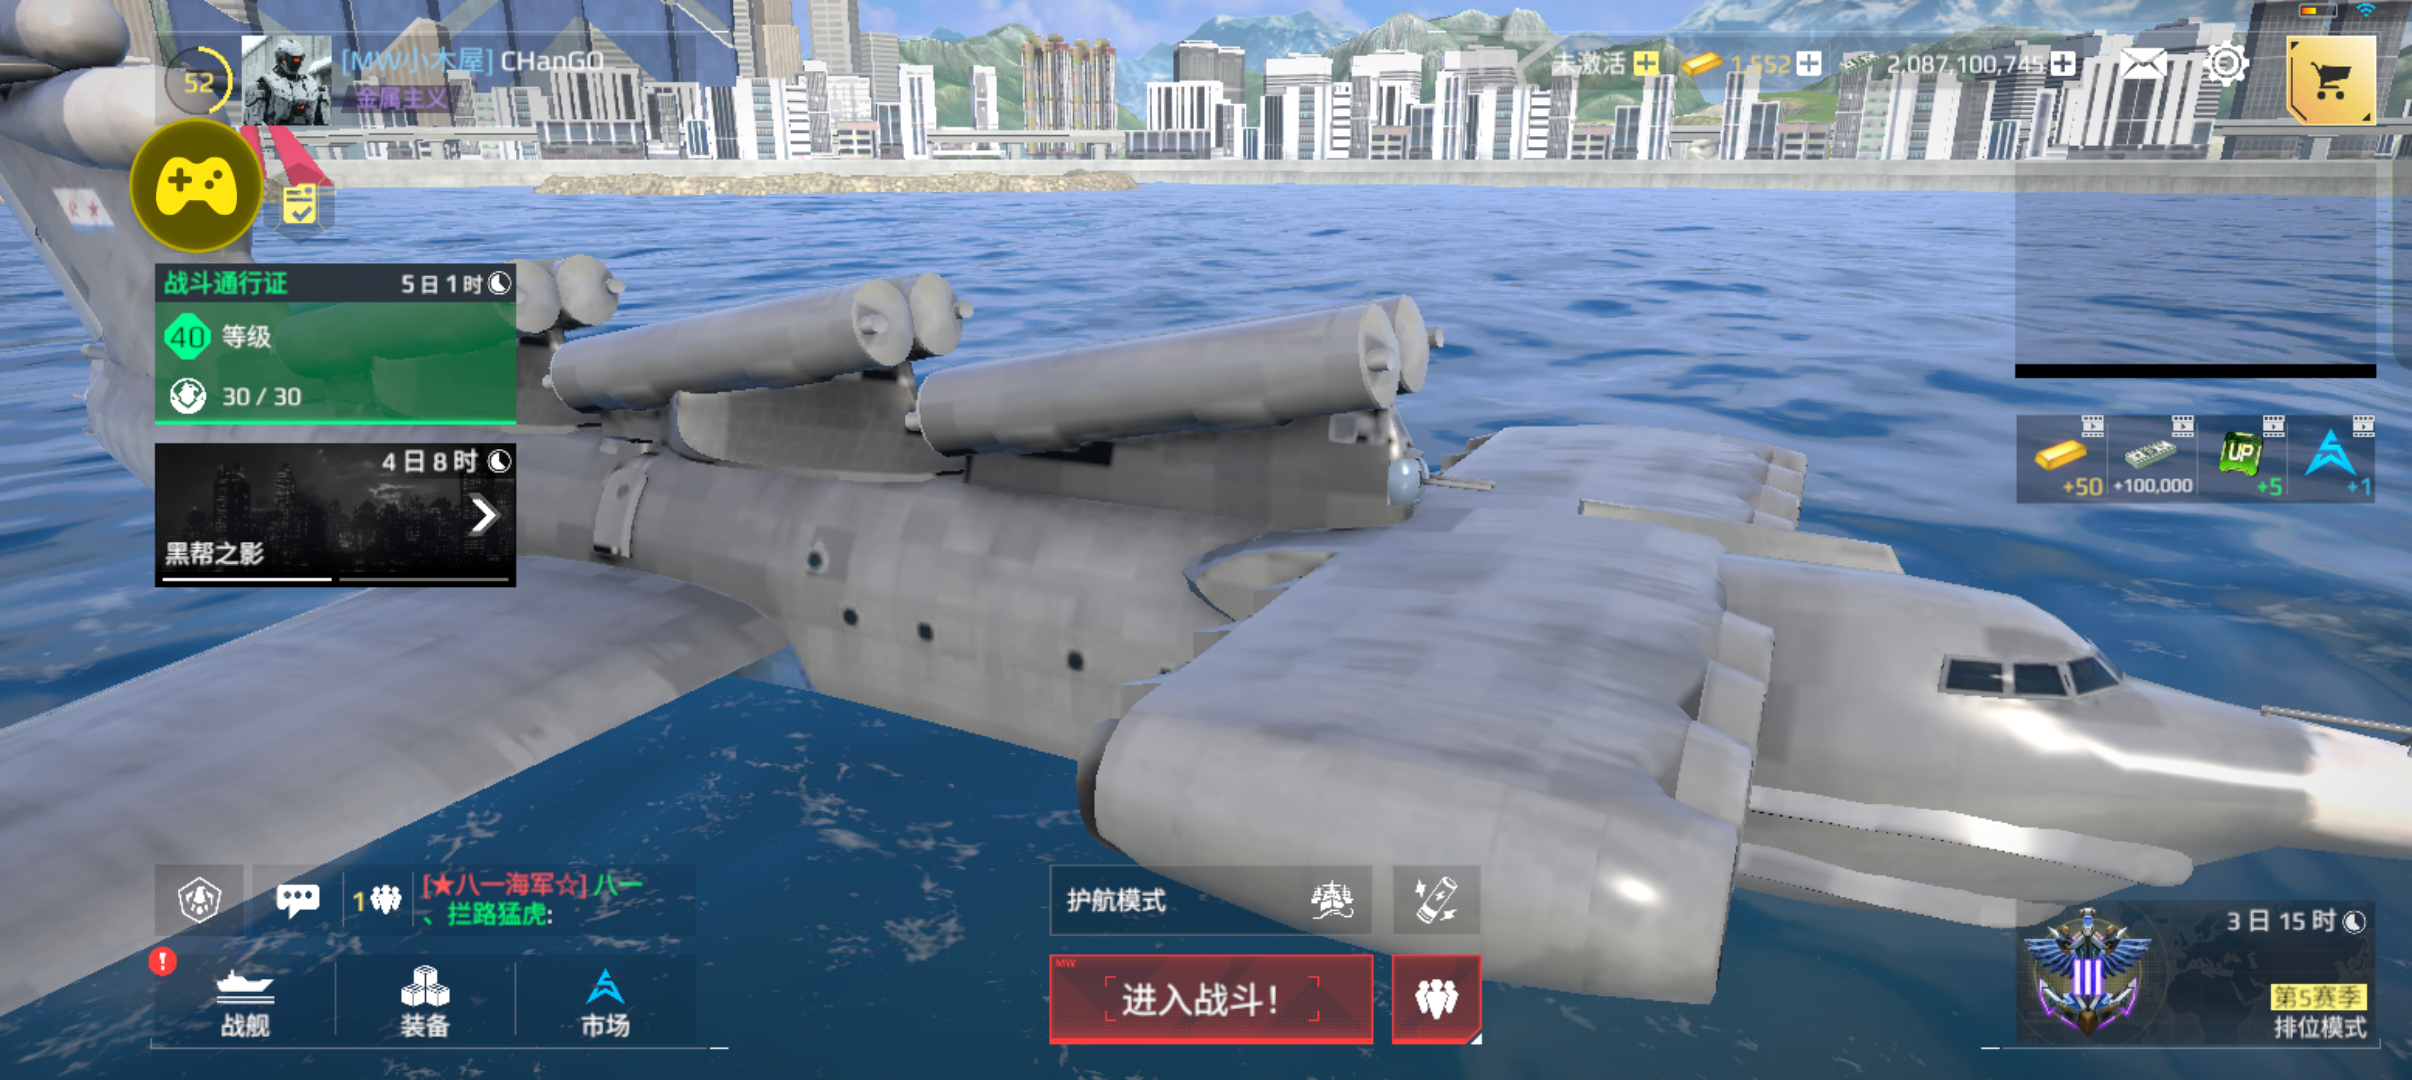 52
[MW小木屋] CHanGO
金属主义
未激活
1,552
2,087,100,745
战斗通行证
5日1时
40 等级
30 / 30
4日8时
黑帮之影
UP
+50
+100,000
+5
+1
1
[★八一海军☆] 八一
、拦路猛虎:
护航模式
MW
进入战斗!
战舰
装备
市场
3日15时
第5赛季
排位模式